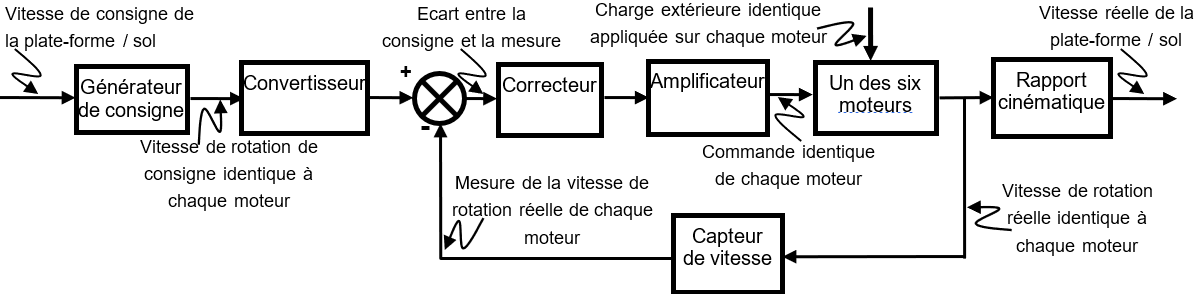 Vitesse de consigne de
la plate-forme / sol
Générateur
de consigne
Vitesse de rotation de
consigne identique à
chaque moteur
Convertisseur
+
-
Ecart entre la
consigne et la mesure
Correcteur
Amplificateur
Commande identique
de chaque moteur
Charge extérieure identique
appliquée sur chaque moteur
Un des six
moteurs
Rapport
cinématique
Vitesse réelle de la
plate-forme / sol
Vitesse de rotation
réelle identique à
chaque moteur
Capteur
de vitesse
Mesure de la vitesse de
rotation réelle de chaque
moteur